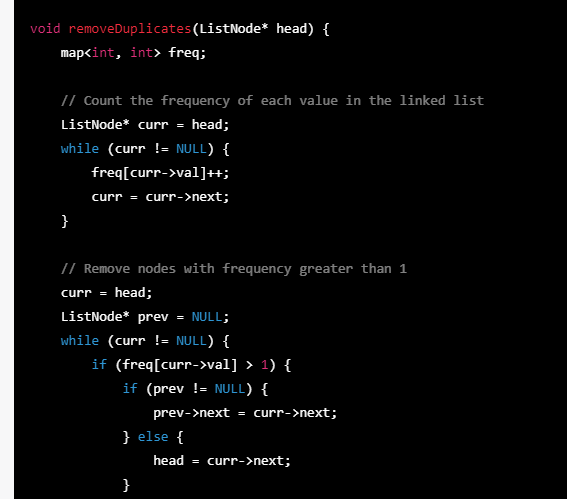 void removeDuplicates(ListNode* head) {
map<int, int> freq;
// Count the frequency of each value in the linked list
ListNode* curr = head;
while (curr != NULL) {
freq[curr->val]++;
curr = curr->next;
}
// Remove nodes with frequency greater than 1
curr = head;
ListNode* prev = NULL;
while (curr != NULL) {
if (freq[curr->val] > 1) {
if (prev != NULL) {
prev->next = curr->next;
} else {
head = curr->next;
}